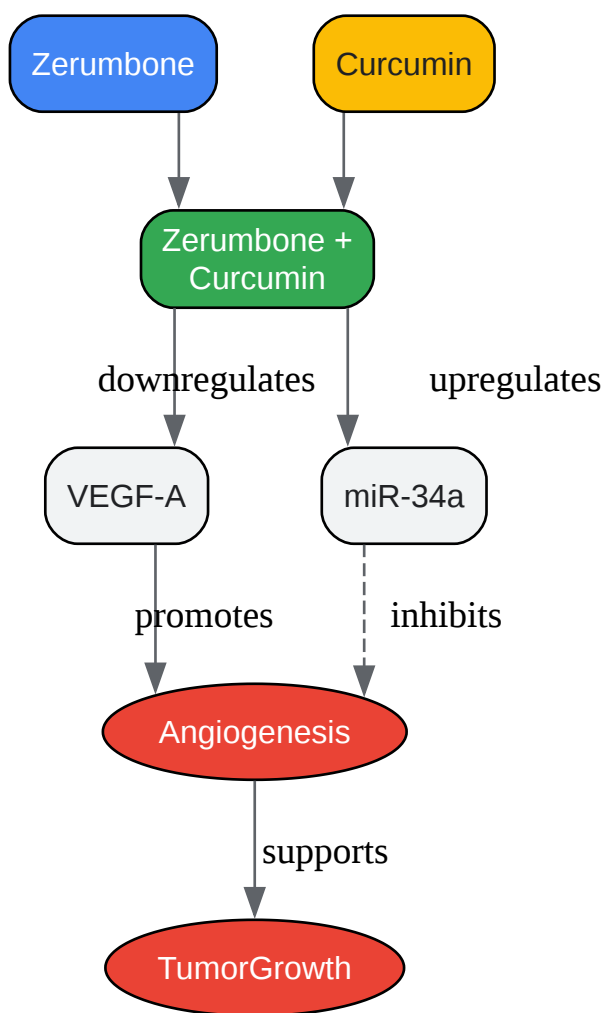 Zerumbone
Curcumin
Zerumbone +
Curcumin
downregulates
upregulates
VEGF-A
miR-34a
promotes
inhibits
Angiogenesis
supports
TumorGrowth